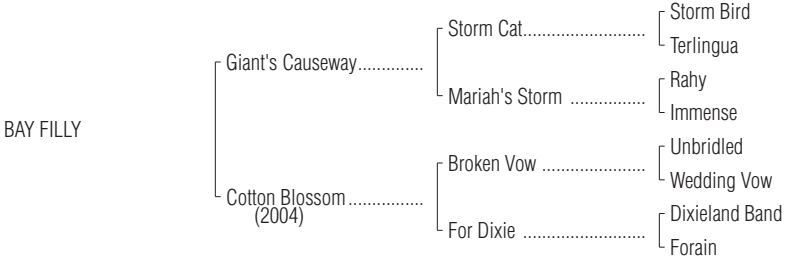 Storm Bird
Storm Cat..........................
Terlingua
Giant's Causeway..............
Rahy
Mariah's Storm ................
Immense
BAY FILLY
Unbridled
Broken Vow ......................
Wedding Vow
Cotton Blossom................
(2004)
Dixieland Band
For Dixie ..........................
Forain